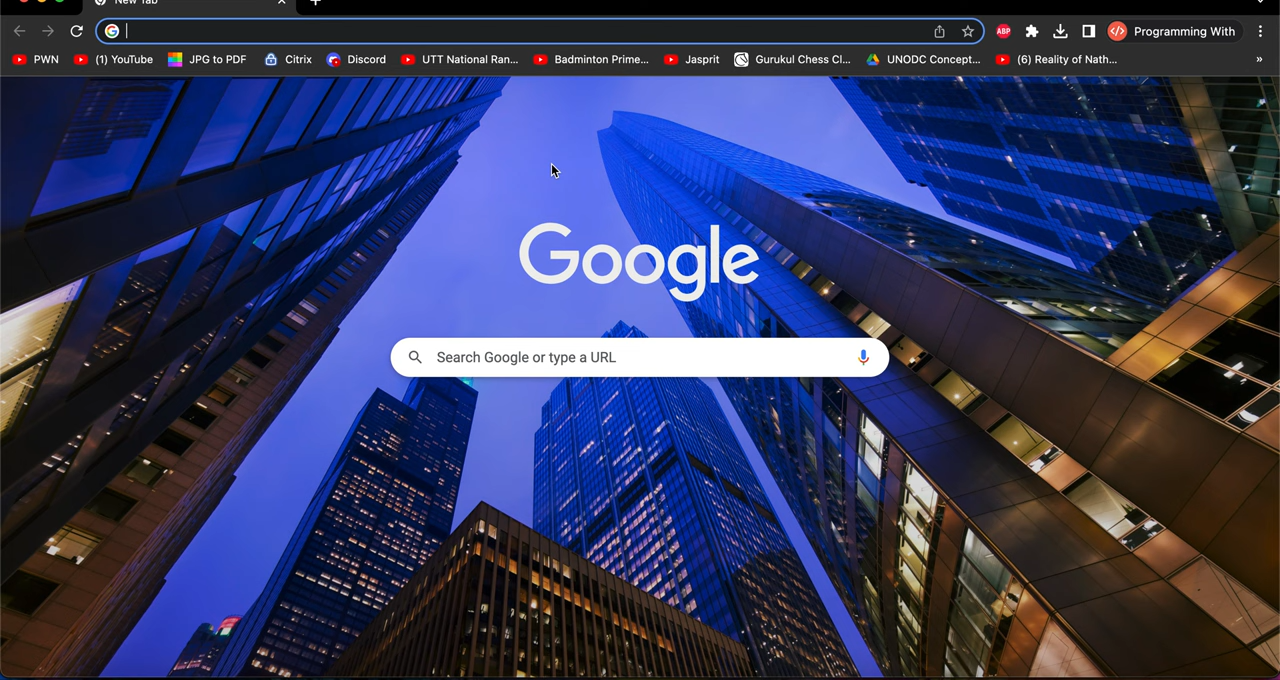 New Tab
ABP
</> Programming With
PWN
(1) YouTube
JPG to PDF
Citrix
Discord
UTT National Ran...
Badminton Prime...
Jasprit
Gurukul Chess Cl...
UNODC Concept...
(6) Reality of Nath...
»
Google
Search Google or type a URL